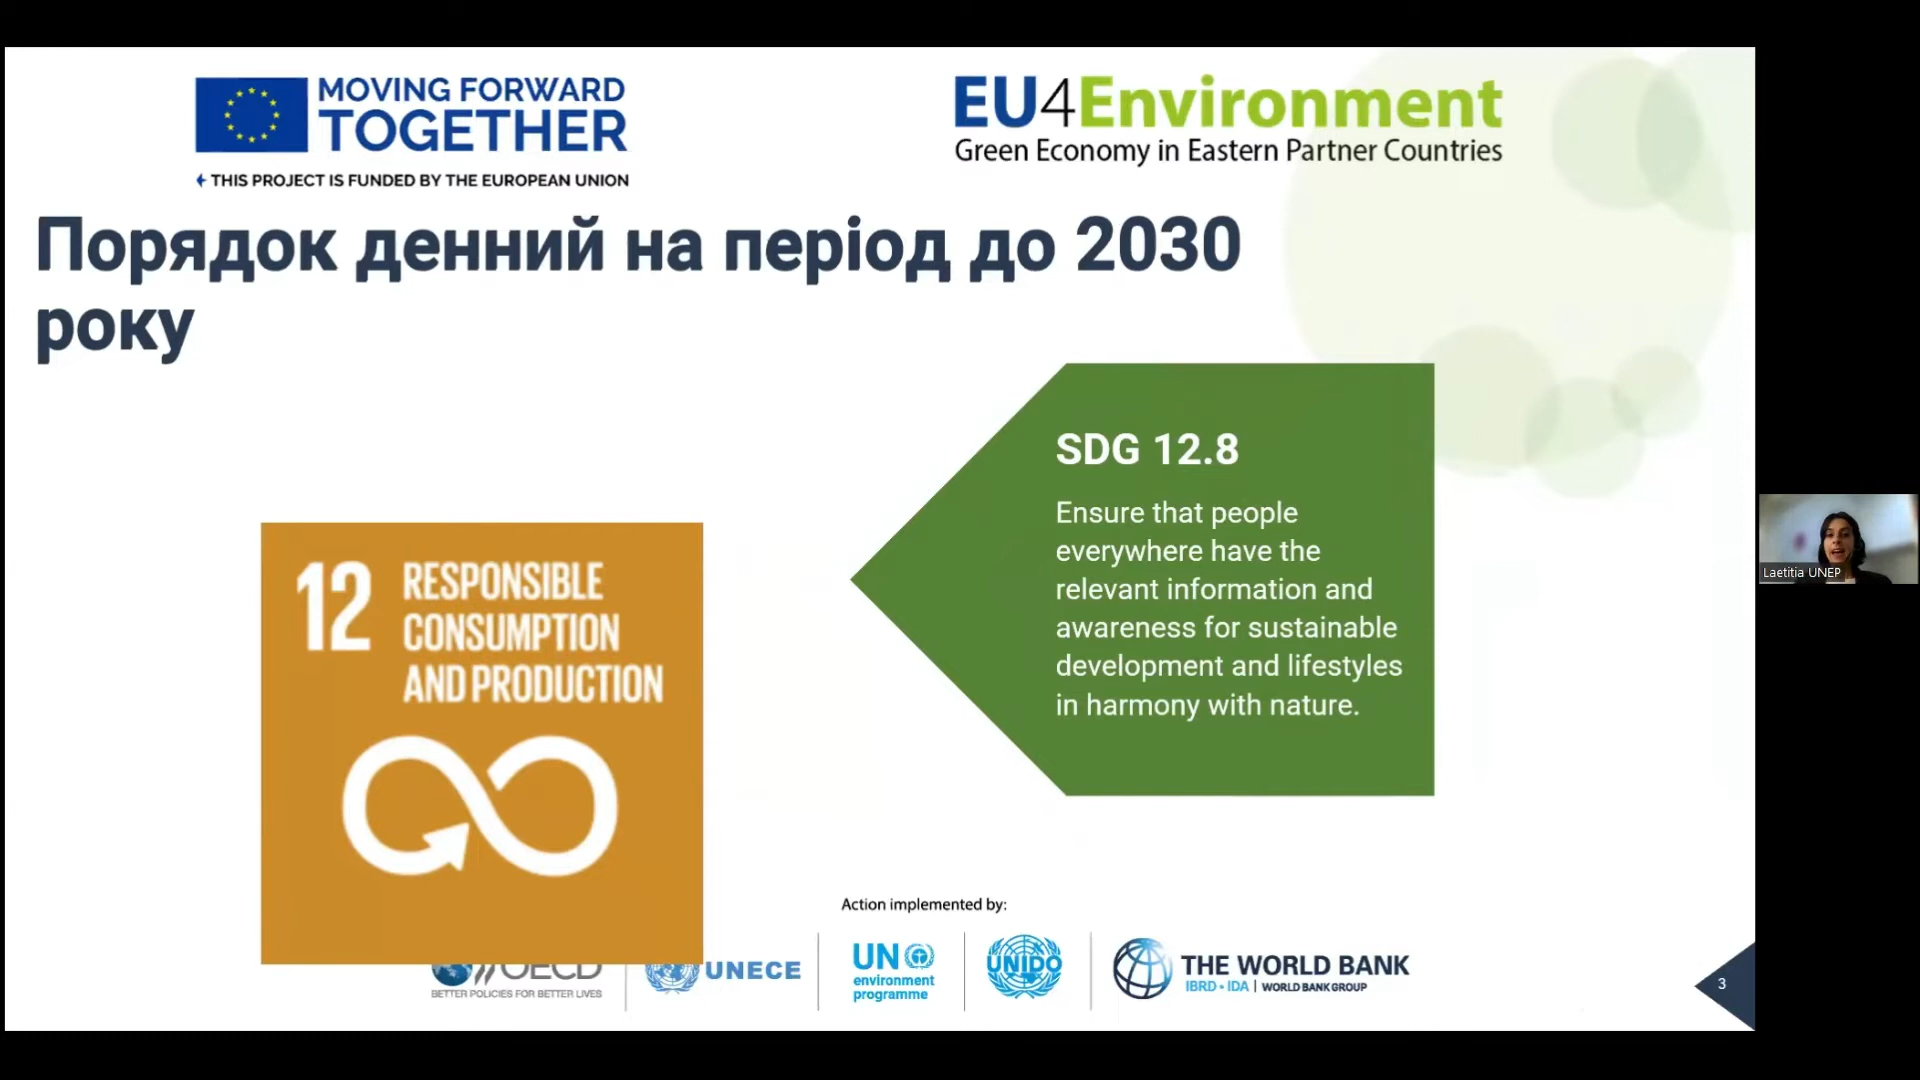 MOVING FORWARD
TOGETHER
THIS PROJECT IS FUNDED BY THE EUROPEAN UNION
EU4Environment
Green Economy in Eastern Partner Countries
Порядок денний на період до 2030
року
SDG 12.8
Ensure that people
everywhere have the
relevant information and
awareness for sustainable
development and lifestyles
in harmony with nature.
12 RESPONSIBLE
CONSUMPTION
AND PRODUCTION
Laetitia UNEP
Action implemented by:
OECD
BETTER POLICIES FOR BETTER LIVES
UNECE
UN
environment
programme
UNIDO
THE WORLD BANK
IBRD • IDA | WORLD BANK GROUP
3